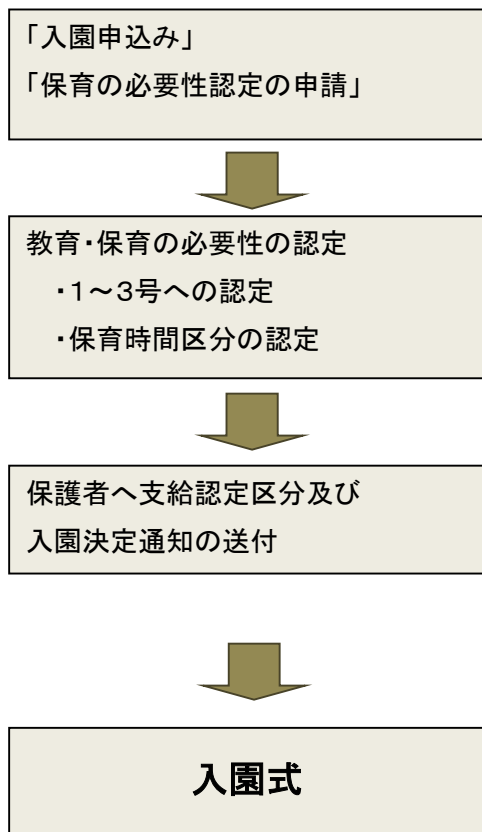 「入園申込み」
「保育の必要性認定の申請」
教育・保育の必要性の認定
・1～3号への認定
・保育時間区分の認定
保護者へ支給認定区分及び
入園決定通知の送付
入園式